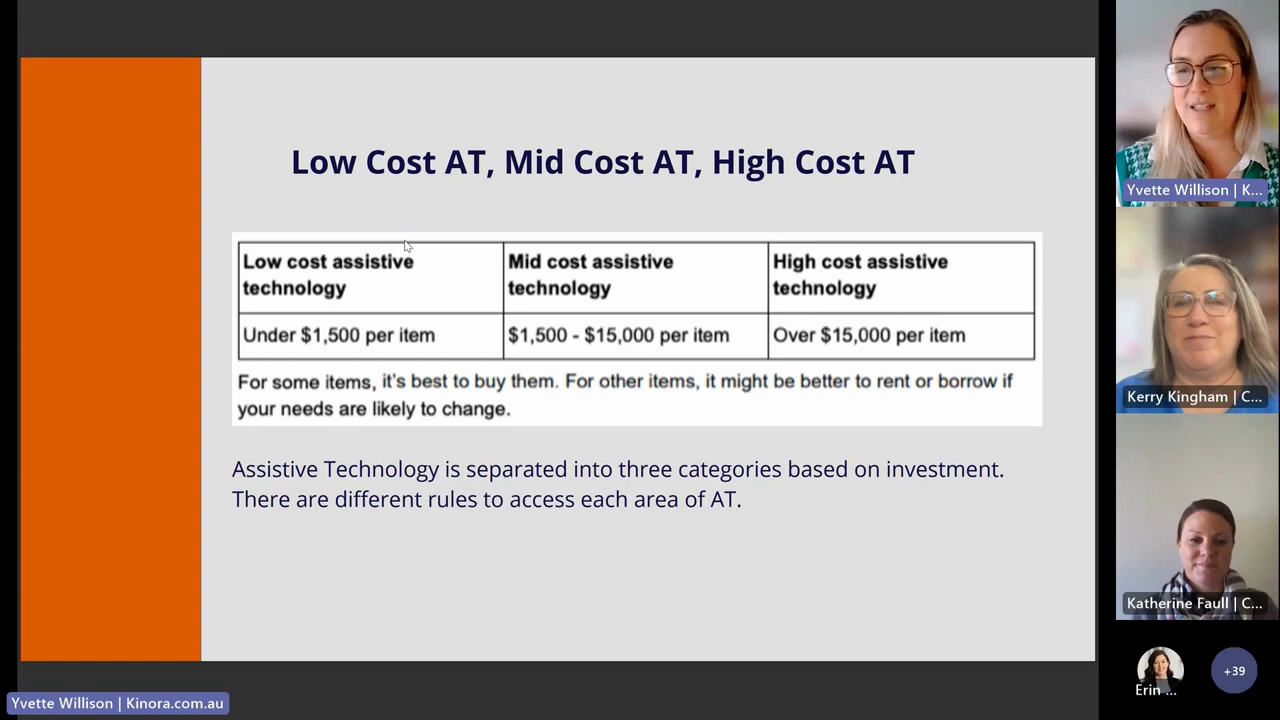 Low Cost AT, Mid Cost AT, High Cost AT
Low cost assistive
technology
Mid cost assistive
technology
High cost assistive
technology
Under $1,500 per item
$1,500 - $15,000 per item
Over $15,000 per item
For some items, it's best to buy them. For other items, it might be better to rent or borrow if
your needs are likely to change.
Assistive Technology is separated into three categories based on investment.
There are different rules to access each area of AT.
Yvette Willison | K...
Kerry Kingham | C...
Katherine Faull | C...
Erin ...
+39
Yvette Willison | Kinora.com.au